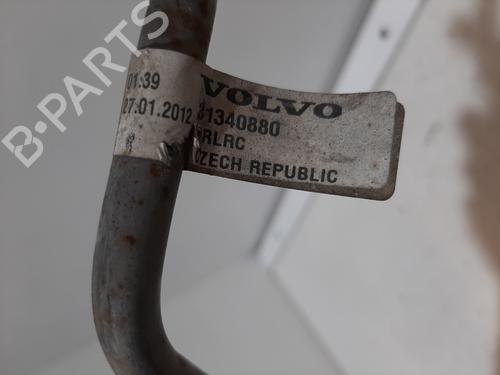 B-PARTS
01:39
27.01.2012
VOLVO
31340880
RLRC
CZECH REPUBLIC